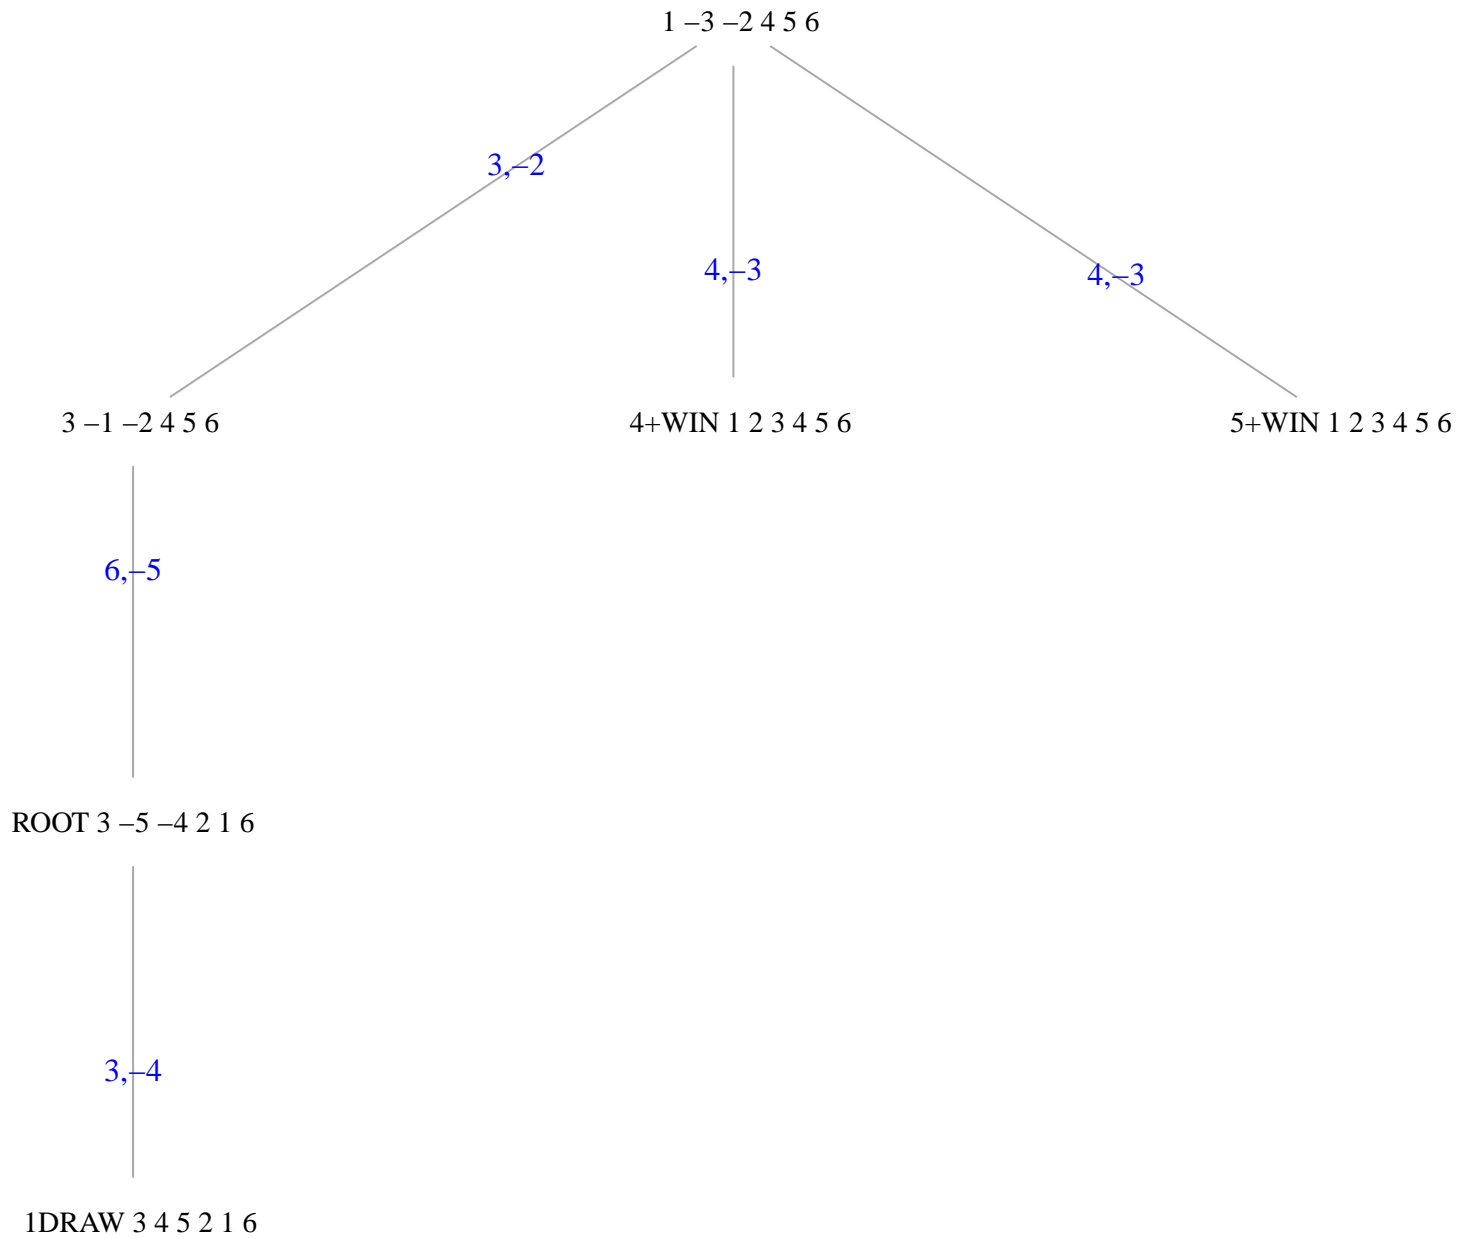 1 –3 –2 4 5 6
3,–2
4,–3
4,–3
3 –1 –2 4 5 6
4+WIN 1 2 3 4 5 6
5+WIN 1 2 3 4 5 6
6,–5
ROOT 3 –5 –4 2 1 6
3,–4
1DRAW 3 4 5 2 1 6